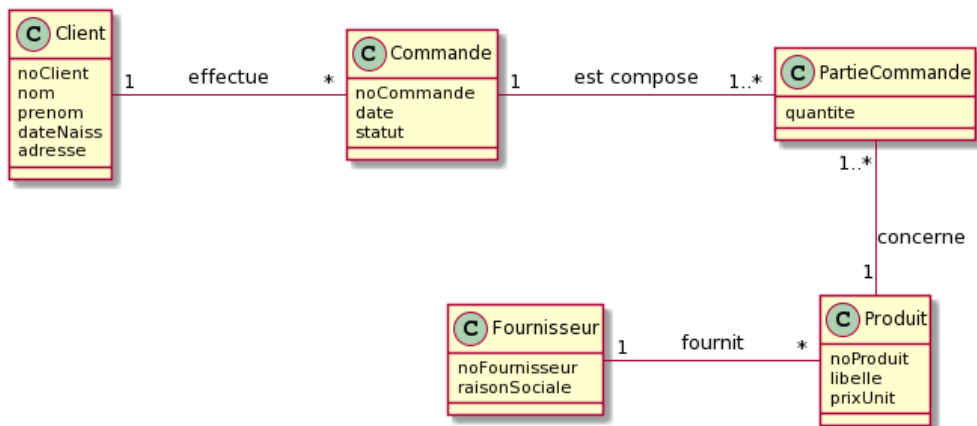 C Client
noClient
nom
prenom
dateNaiss
adresse
1 effectue *
C Commande
noCommande
date
statut
1 est compose 1..*
C PartieCommande
quantite
1..*
concerne
1
C Fournisseur
noFournisseur
raisonSociale
1 fournit *
C Produit
noProduit
libelle
prixUnit